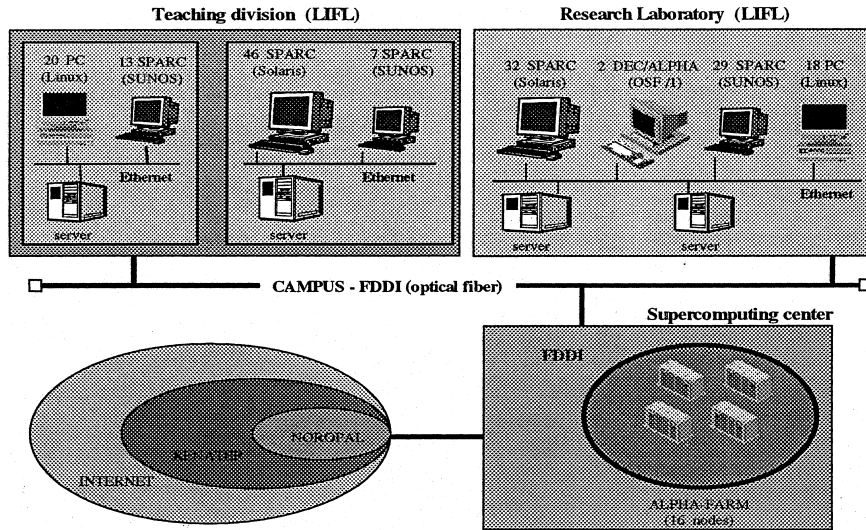 Teaching division (LIFL)
Research Laboratory (LIFL)
20 PC
(Linux)
13 SPARC
(SUNOS)
46 SPARC
(Solaris)
7 SPARC
(SUNOS)
32 SPARC
(Solaris)
2 DEC/ALPHA
(OSF/1)
29 SPARC
(SUNOS)
18 PC
(Linux)
Ethernet
Ethernet
Ethernet
server
server
server
server
CAMPUS - FDDI (optical fiber)
Supercomputing center
FDDI
NOROPAL
RENATER
INTERNET
ALPHA-FARM
(16 nodes)